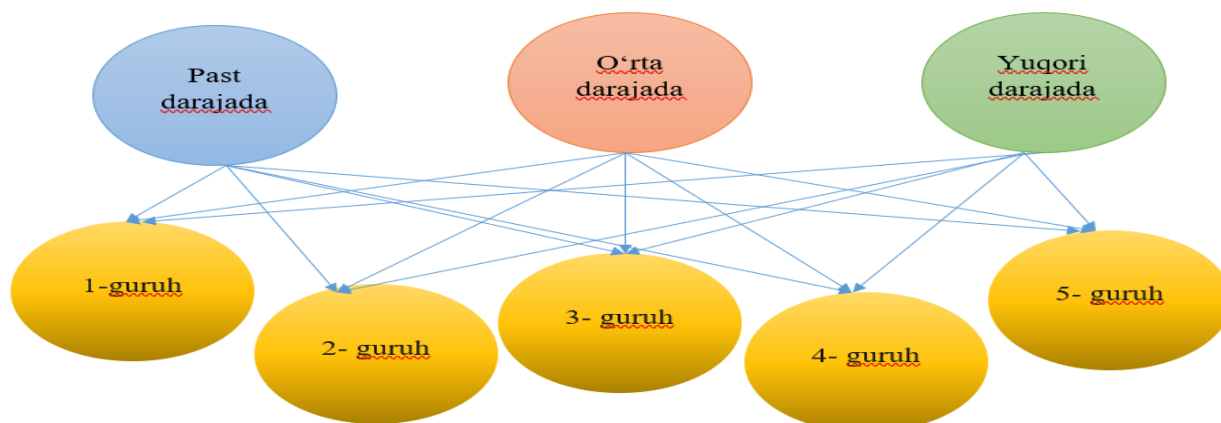 Past
darajada
O‘rta
darajada
Yuqori
darajada
1-guruh
2- guruh
3- guruh
4- guruh
5- guruh